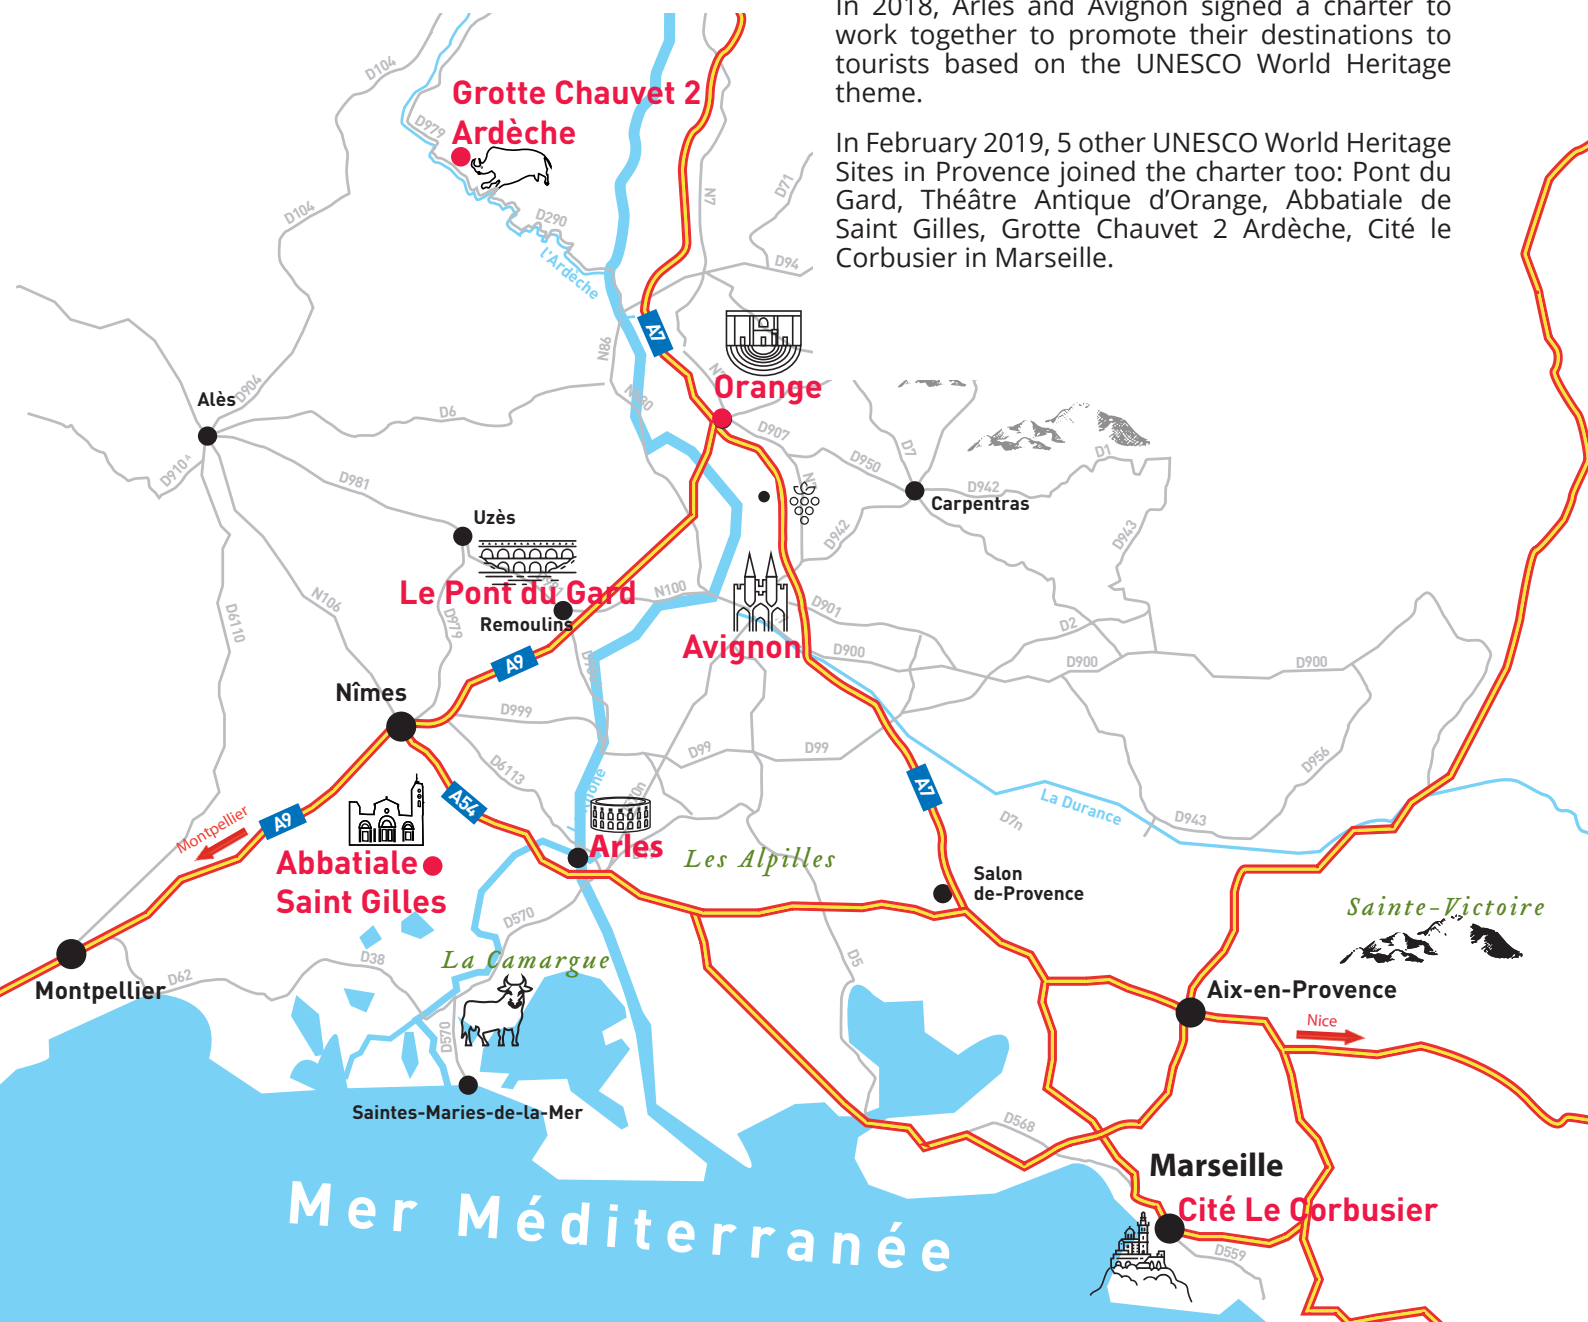 In 2018, Arles and Avignon signed a charter to
work together to promote their destinations to
tourists based on the UNESCO World Heritage
theme.
In February 2019, 5 other UNESCO World Heritage
Sites in Provence joined the charter too: Pont du
Gard, Théâtre Antique d’Orange, Abbatiale de
Saint Gilles, Grotte Chauvet 2 Ardèche, Cité le
Corbusier in Marseille.
D104
Grotte Chauvet 2
Ardèche
D979
D104
D290
l'Ardèche
N7
D71
D94
A7
N86
Orange
Alès
D904
D6
D907
D950
D7
D1
D910 A
D981
D942
Carpentras
Uzès
D942
D943
Le Pont du Gard
N100
Remoulins
N106
D979
D6110
D901
D2
Avignon
D900
D900
D900
A9
Nîmes
D999
D99
D99
D956
D6113
A54
A7
La Durance
D943
D7n
A9
Montpellier
Arles
Les Alpilles
Abbatiale
Saint Gilles
Salon
de-Provence
Sainte-Victoire
D570
La Camargue
D38
D5
D62
Montpellier
Aix-en-Provence
Nice
D570
Saintes-Maries-de-la-Mer
D568
Marseille
Cité Le Corbusier
D559
Mer Méditerranée